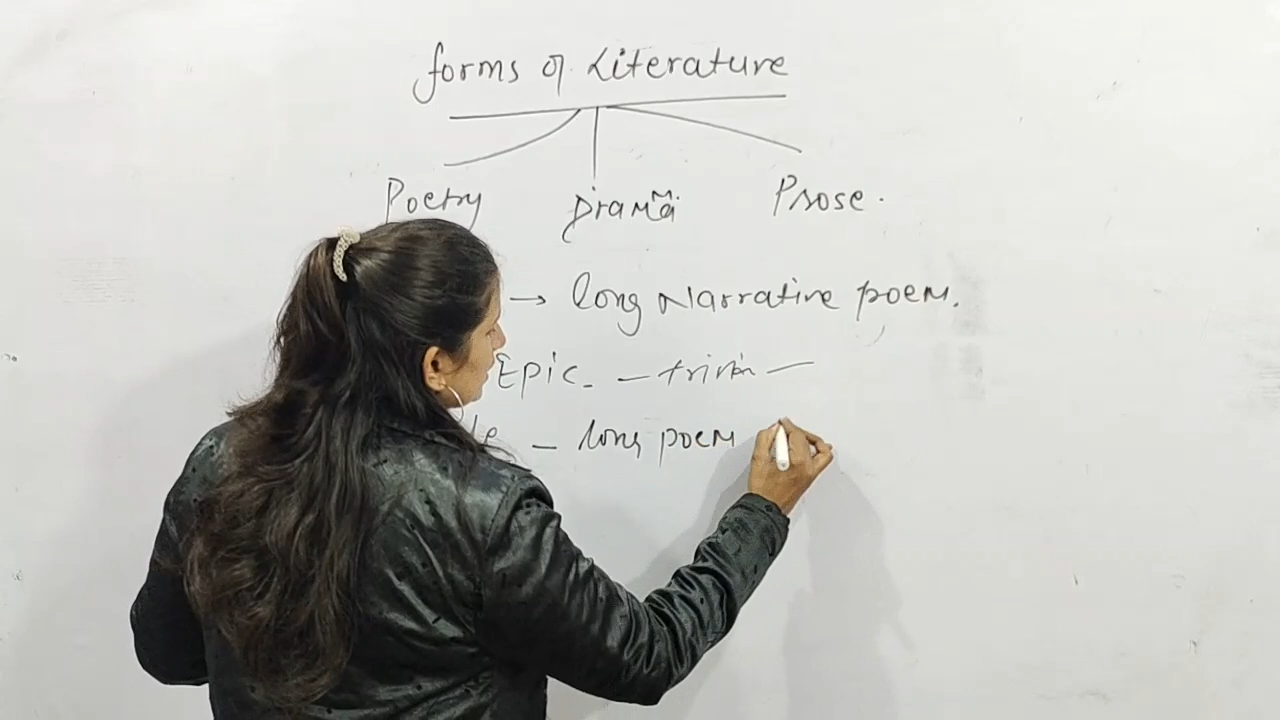 forms of Literature
Poetry Drama Prose.
→ long Narrative poem.
Epic -
- long poem